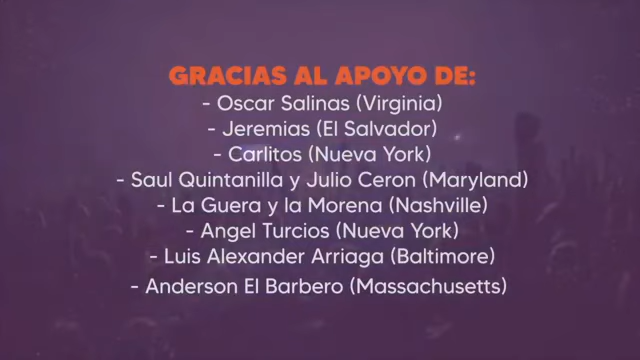 GRACIAS AL APOYO DE:
- Oscar Salinas (Virginia)
- Jeremias (El Salvador)
- Carlitos (Nueva York)
- Saul Quintanilla y Julio Ceron (Maryland)
- La Guera y la Morena (Nashville)
- Angel Turcios (Nueva York)
- Luis Alexander Arriaga (Baltimore)
- Anderson El Barbero (Massachusetts)